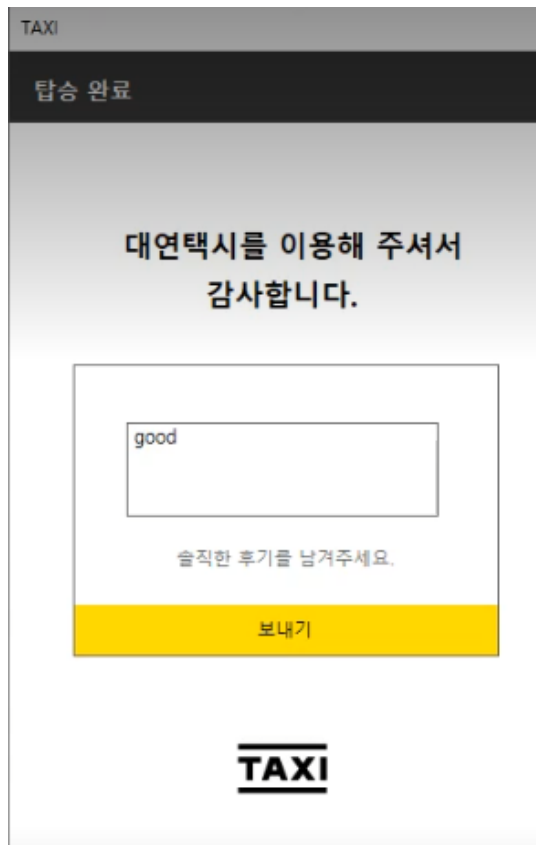 TAXI
탑승 완료
대연택시를 이용해 주셔서
감사합니다.
good
솔직한 후기를 남겨주세요.
보내기
TAXI